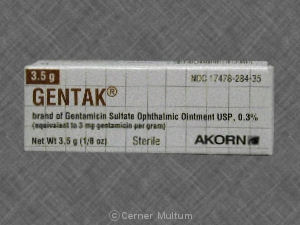 3.5 g
NDC 17478-284-35
GENTAK®
brand of Gentamicin Sulfate Ophthalmic Ointment USP, 0.3%
(equivalent to 3 mg gentamicin per gram)
Net Wt 3.5 g (1/8 oz) Sterile AKORN
© Cerner Multum